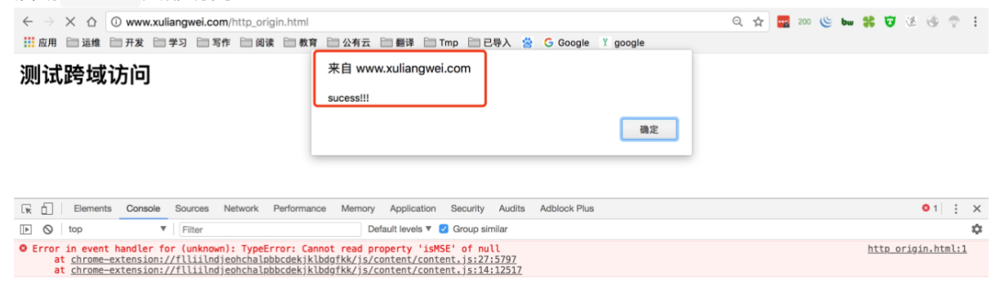 www.xuliangwei.com/http_origin.html
200
bw
应用 运维 开发 学习 写作 阅读 教育 公有云 翻译 Tmp 已导入 Google google
测试跨域访问
来自 www.xuliangwei.com
sucess!!!
确定
Elements Console Sources Network Performance Memory Application Security Audits Adblock Plus 1
top Filter Default levels Group similar
Error in event handler for (unknown): TypeError: Cannot read property 'isMSE' of null http_origin.html:1
at chrome-extension://flliilndjeohchalpbbcdekjklbdgfkk/js/content/content.js:27:5797
at chrome-extension://flliilndjeohchalpbbcdekjklbdgfkk/js/content/content.js:14:12517